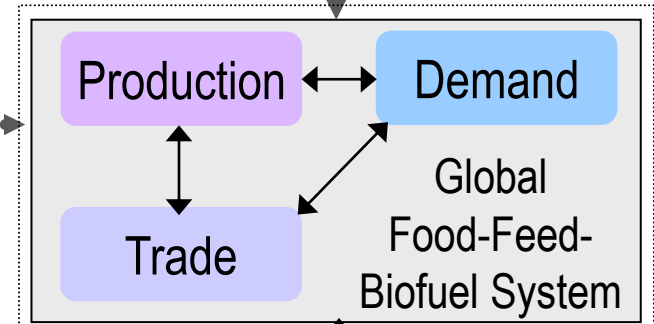 Production
Demand
Trade
Global
Food-Feed-
Biofuel System